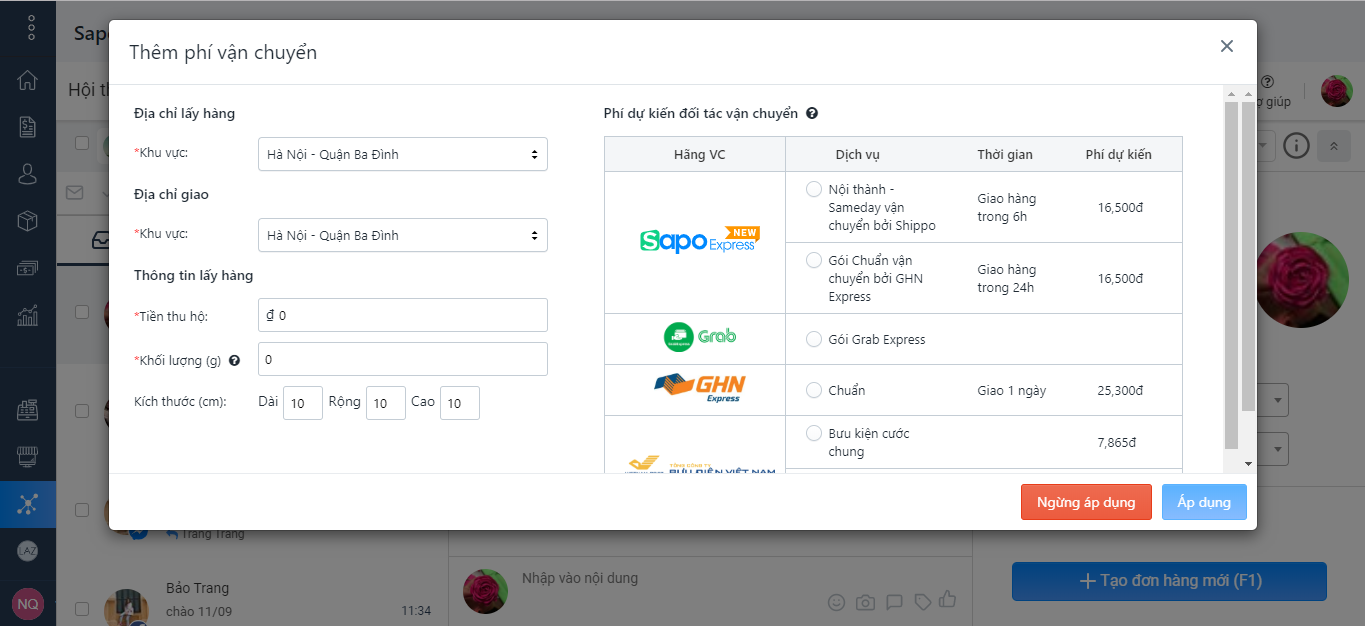 Sapo
Hội
Thêm phí vận chuyển
Địa chỉ lấy hàng
*Khu vực:
Hà Nội - Quận Ba Đình
Địa chỉ giao
*Khu vực:
Hà Nội - Quận Ba Đình
Thông tin lấy hàng
*Tiền thu hộ:
₫ 0
*Khối lượng (g)
0
Kích thước (cm):
Dài 10 Rộng 10 Cao 10
Phí dự kiến đối tác vận chuyển
Hãng VC Dịch vụ Thời gian Phí dự kiến
Sapo Express NEW
Nội thành -
Sameday vận
chuyển bởi Shippo
Giao hàng
trong 6h
16,500đ
Gói Chuẩn vận
chuyển bởi GHN
Express
Giao hàng
trong 24h
16,500đ
Grab
Gói Grab Express
GHN
Express
Chuẩn
Giao 1 ngày
25,300đ
TỔNG CÔNG TY
BƯU ĐIỆN VIỆT NAM
Bưu kiện cước
chung
7,865đ
Ngừng áp dụng
Áp dụng
giúp
LAZ
NQ
Trang Trang
Bảo Trang
chào 11/09
11:34
Nhập vào nội dung
Tạo đơn hàng mới (F1)